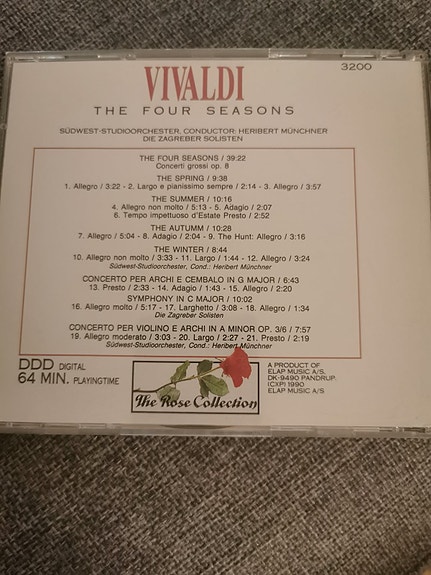 3200
VIVALDI
THE FOUR SEASONS
SÜDWEST-STUDIOORCHESTER, CONDUCTOR: HERIBERT MÜNCHNER
DIE ZAGREBER SOLISTEN
THE FOUR SEASONS / 39:22
Concerti grossi op. 8
THE SPRING / 9:38
1. Allegro / 3:22 - 2. Largo e pianissimo sempre / 2:14 - 3. Allegro / 3:57
THE SUMMER / 10:16
4. Allegro non molto / 5:13 - 5. Adagio / 2:07
6. Tempo impettuoso d'Estate Presto / 2:52
THE AUTUMM / 10:28
7. Allegro / 5:04 - 8. Adagio / 2:04 - 9. The Hunt: Allegro / 3:16
THE WINTER / 8:44
10. Allegro non molto / 3:33 - 11. Largo / 1:44 - 12. Allegro / 3:24
Südwest-Studioorchester, Cond.: Heribert Münchner
CONCERTO PER ARCHI E CEMBALO IN G MAJOR / 6:43
13. Presto / 2:33 - 14. Adagio / 1:43 - 15. Allegro / 2:20
SYMPHONY IN C MAJOR / 10:02
16. Allegro molto / 5:17 - 17. Larghetto / 3:08 - 18. Allegro / 1:34
Die Zagreber Solisten
CONCERTO PER VIOLINO E ARCHI IN A MINOR OP. 3/6 / 7:57
19. Allegro moderato / 3:03 - 20. Largo / 2:27 - 21. Presto / 2:19
Südwest-Studioorchester, Cond.: Heribert Münchner
DDD DIGITAL
64 MIN. PLAYINGTIME
The Rose Collection
A PRODUCT OF
ELAP MUSIC A/S.
DK-9490 PANDRUP.
(C)(P) 1990
ELAP MUSIC A/S